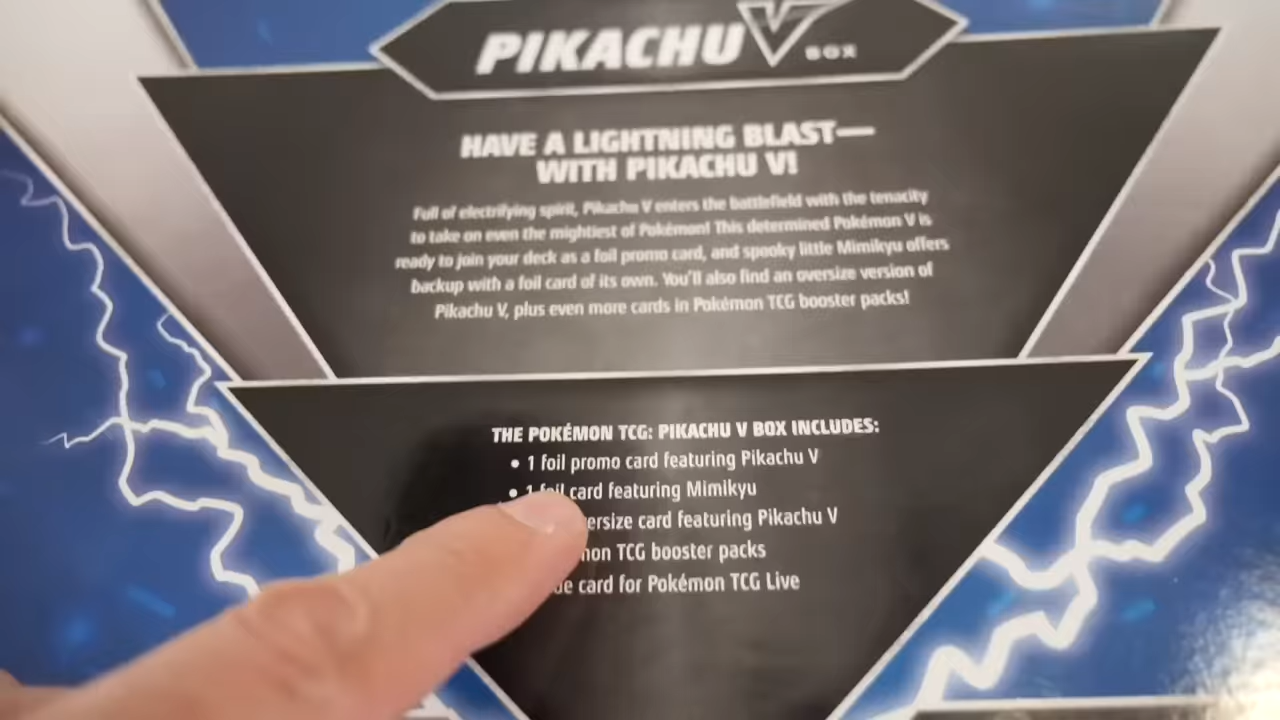 PIKACHU V BOX
HAVE A LIGHTNING BLAST—
WITH PIKACHU V!
Full of electrifying spirit, Pikachu V enters the battlefield with the tenacity
to take on even the mightiest of Pokémon! This determined Pokémon V is
ready to join your deck as a foil promo card, and spooky little Mimikyu offers
backup with a foil card of its own. You'll also find an oversize version of
Pikachu V, plus even more cards in Pokémon TCG booster packs!
THE POKÉMON TCG: PIKACHU V BOX INCLUDES:
• 1 foil promo card featuring Pikachu V
• 1 foil card featuring Mimikyu
card featuring Pikachu V
TCG booster packs
card for Pokémon TCG Live